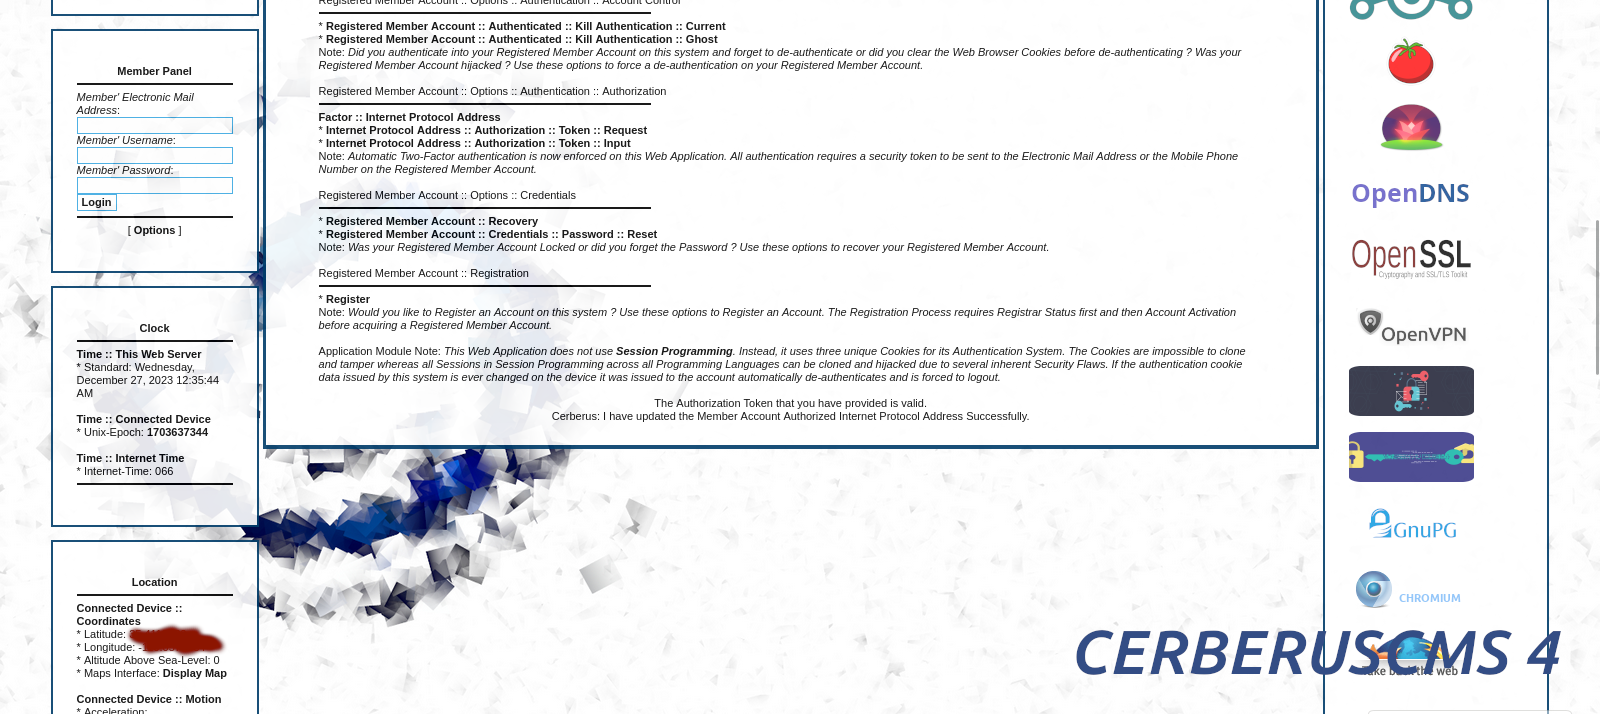 Registered Member Account :: Options :: Authentication :: Account Control
* Registered Member Account :: Authenticated :: Kill Authentication :: Current
* Registered Member Account :: Authenticated :: Kill Authentication :: Ghost
Note: Did you authenticate into your Registered Member Account on this system and forget to de-authenticate or did you clear the Web Browser Cookies before de-authenticating ? Was your
Registered Member Account hijacked ? Use these options to force a de-authentication on your Registered Member Account.
Registered Member Account :: Options :: Authentication :: Authorization
Factor :: Internet Protocol Address
* Internet Protocol Address :: Authorization :: Token :: Request
* Internet Protocol Address :: Authorization :: Token :: Input
Note: Automatic Two-Factor authentication is now enforced on this Web Application. All authentication requires a security token to be sent to the Electronic Mail Address or the Mobile Phone
Number on the Registered Member Account.
Registered Member Account :: Options :: Credentials
* Registered Member Account :: Recovery
* Registered Member Account :: Credentials :: Password :: Reset
Note: Was your Registered Member Account Locked or did you forget the Password ? Use these options to recover your Registered Member Account.
Registered Member Account :: Registration
* Register
Note: Would you like to Register an Account on this system ? Use these options to Register an Account. The Registration Process requires Registrar Status first and then Account Activation
before acquiring a Registered Member Account.
Application Module Note: This Web Application does not use Session Programming. Instead, it uses three unique Cookies for its Authentication System. The Cookies are impossible to clone
and tamper whereas all Sessions in Session Programming across all Programming Languages can be cloned and hijacked due to several inherent Security Flaws. If the authentication cookie
data issued by this system is ever changed on the device it was issued to the account automatically de-authenticates and is forced to logout.
The Authorization Token that you have provided is valid.
Cerberus: I have updated the Member Account Authorized Internet Protocol Address Successfully.
Member Panel
Member' Electronic Mail
Address:
Member' Username:
Member' Password:
Login
[ Options ]
Clock
Time :: This Web Server
* Standard: Wednesday,
December 27, 2023 12:35:44
AM
Time :: Connected Device
* Unix-Epoch: 1703637344
Time :: Internet Time
* Internet-Time: 066
Location
Connected Device ::
Coordinates
* Latitude:
* Longitude: -
* Altitude Above Sea-Level: 0
* Maps Interface: Display Map
Connected Device :: Motion
* Acceleration:
OpenDNS
OpenSSL
Cryptography and SSL/TLS Toolkit
OpenVPN
GnuPG
CHROMIUM
Take back the web
CERBERUSCMS 4